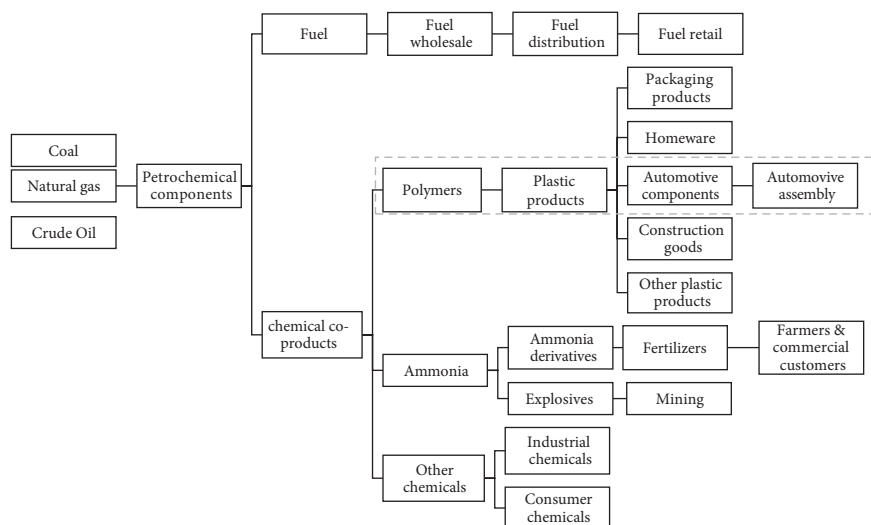 Fuel
Fuel
wholesale
Fuel
distribution
Fuel retail
Packaging
products
Homeware
Coal
Natural gas
Crude Oil
Petrochemical
components
Polymers
Plastic
products
Automotive
components
Automovive
assembly
Construction
goods
Other plastic
products
chemical co-
products
Ammonia
Ammonia
derivatives
Fertilizers
Farmers &
commercial
customers
Explosives
Mining
Other
chemicals
Industrial
chemicals
Consumer
chemicals